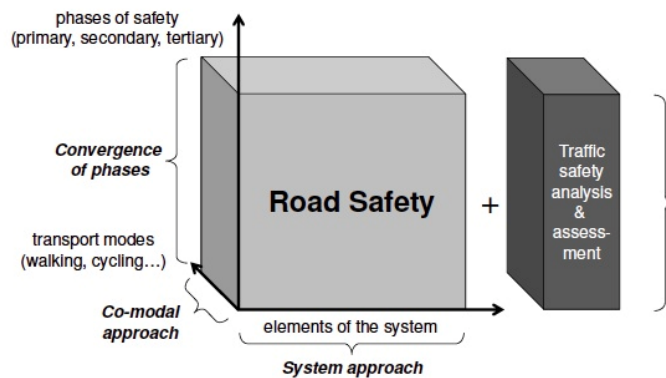 phases of safety
(primary, secondary, tertiary)
Convergence
of phases
Road Safety
+
Traffic
safety
analysis
&
assess-
ment
transport modes
(walking, cycling...)
Co-modal
approach
elements of the system
System approach